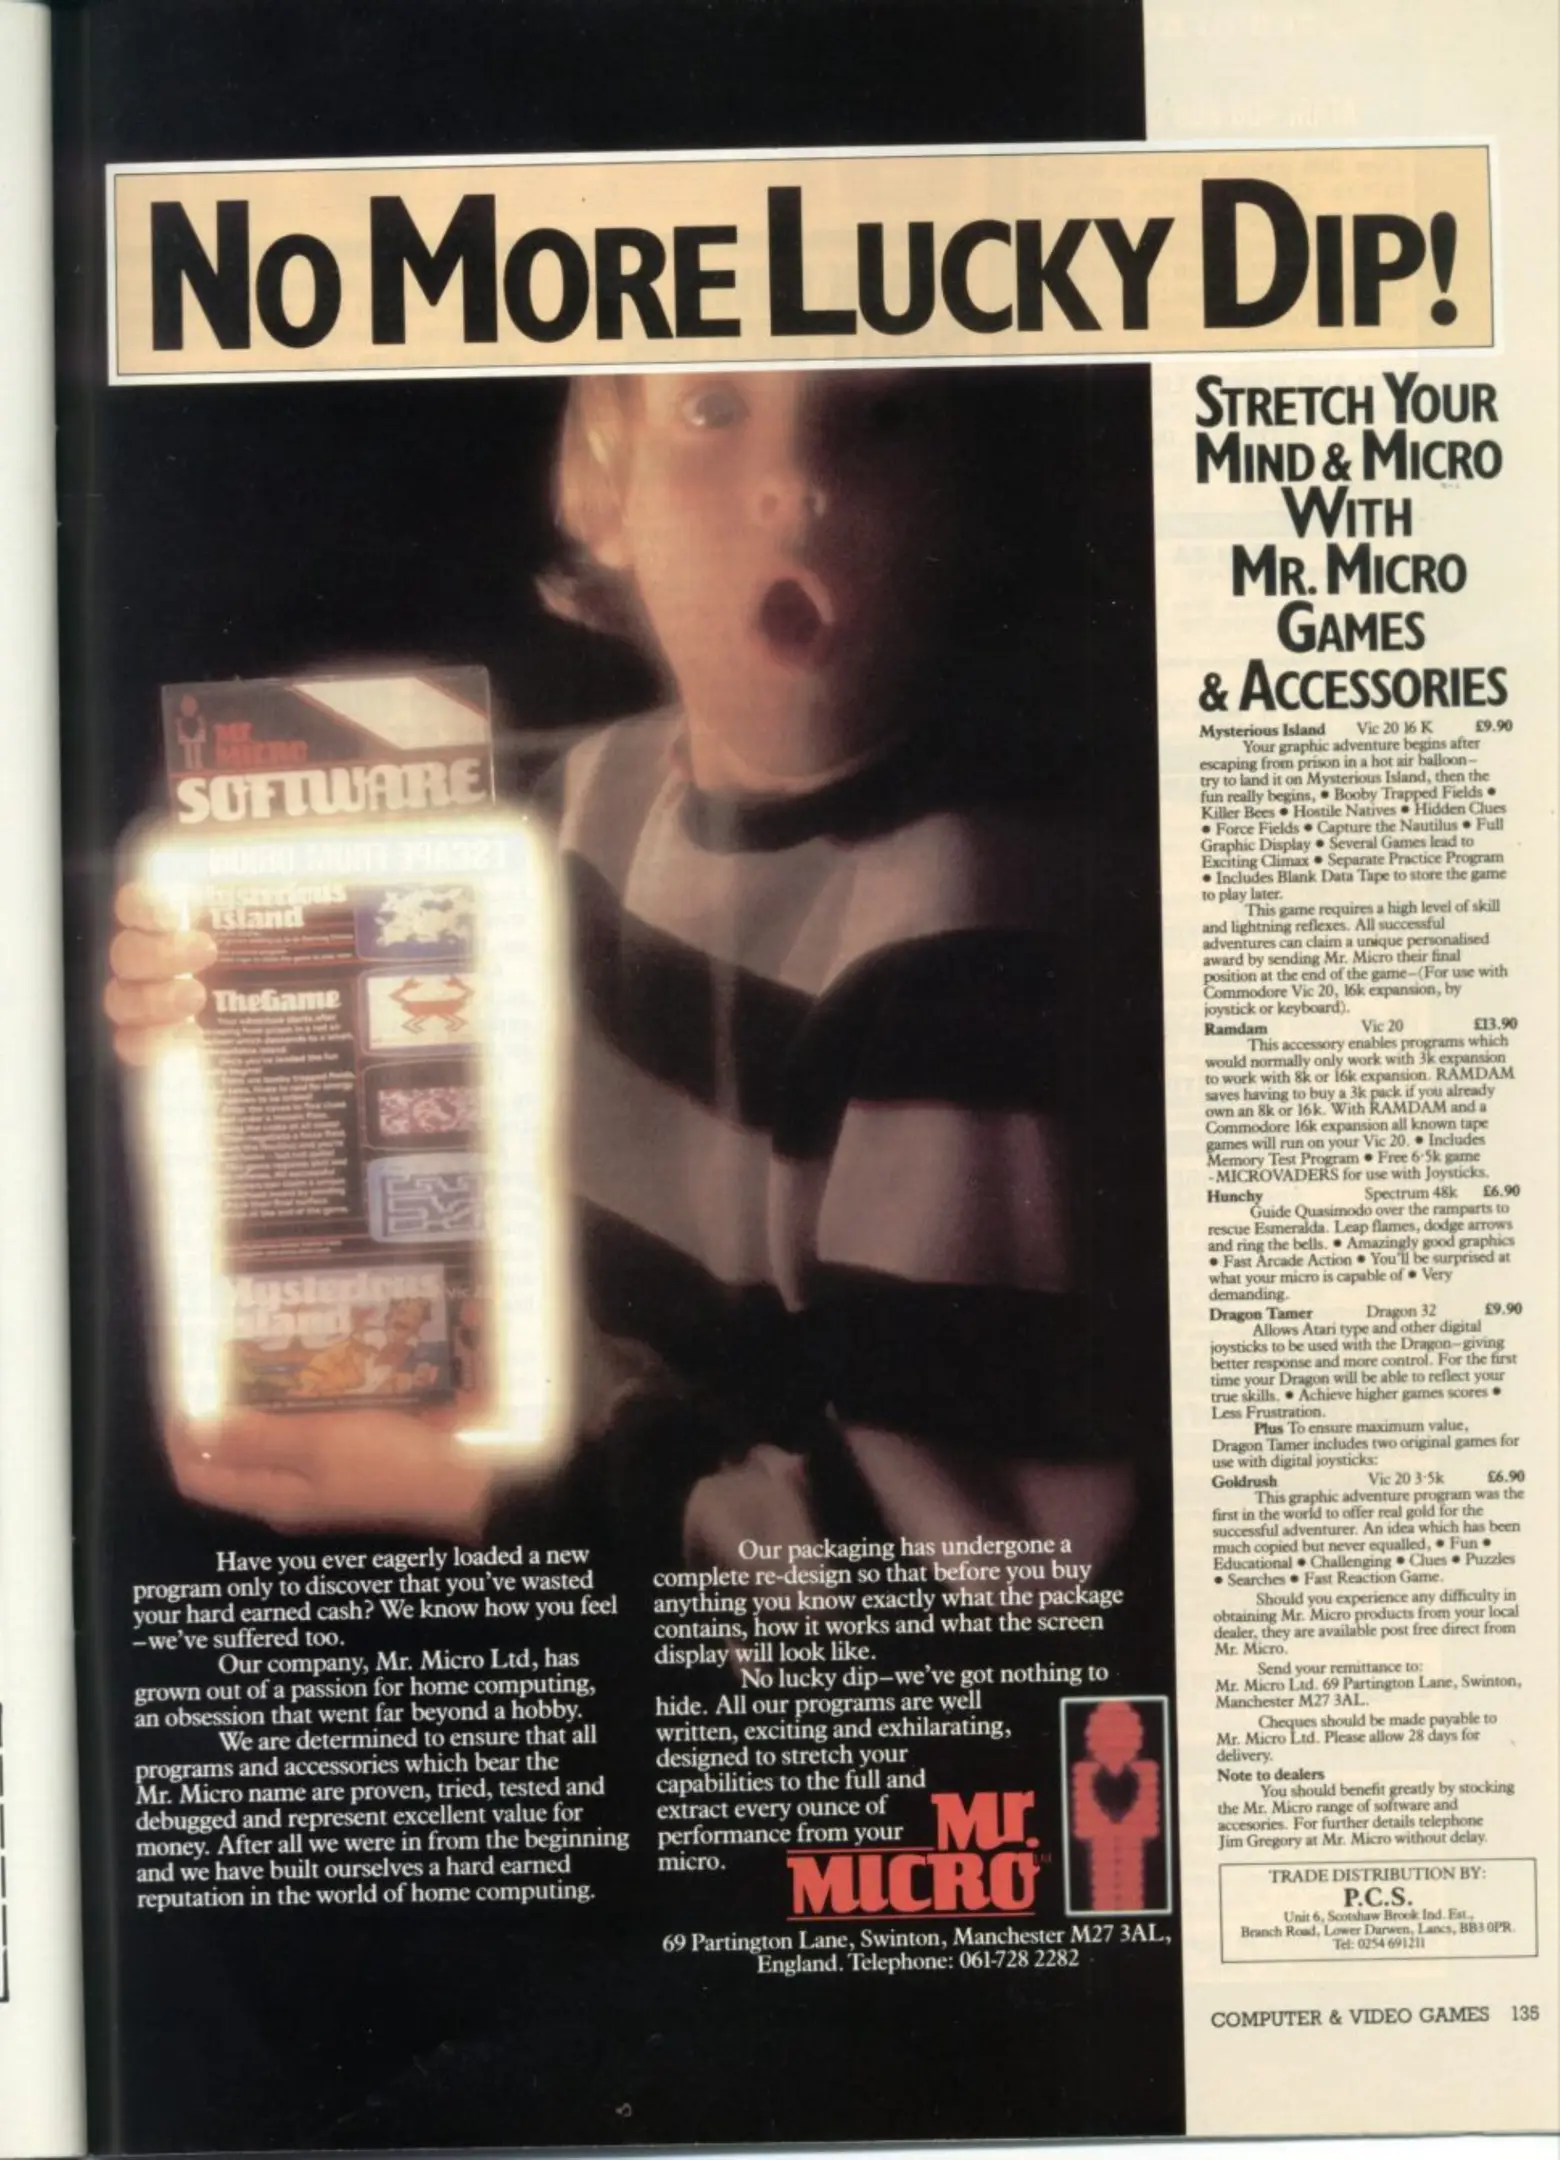 NO MORE LUCKY DIP!
MR
MICRO
SOFTWARE
Mysterious
Island
The Game
Mysterious
Island
Have you ever eagerly loaded a new
program only to discover that you've wasted
your hard earned cash? We know how you feel
–we've suffered too.
Our company, Mr. Micro Ltd, has
grown out of a passion for home computing,
an obsession that went far beyond a hobby.
We are determined to ensure that all
programs and accessories which bear the
Mr. Micro name are proven, tried, tested and
debugged and represent excellent value for
money. After all we were in from the beginning
and we have built ourselves a hard earned
reputation in the world of home computing.
Our packaging has undergone a
complete re-design so that before you buy
anything you know exactly what the package
contains, how it works and what the screen
display will look like.
No lucky dip–we've got nothing to
hide. All our programs are well
written, exciting and exhilarating,
designed to stretch your
capabilities to the full and
extract every ounce of
performance from your
micro.
Mr.
MICRO
Ltd
69 Partington Lane, Swinton, Manchester M27 3AL,
England. Telephone: 061-728 2282
STRETCH YOUR
MIND & MICRO
WITH
MR. MICRO
GAMES
& ACCESSORIES
Mysterious Island Vic 20 16 K £9.90
Your graphic adventure begins after
escaping from prison in a hot air balloon–
try to land it on Mysterious Island, then the
fun really begins, • Booby Trapped Fields •
Killer Bees • Hostile Natives • Hidden Clues
• Force Fields • Capture the Nautilus • Full
Graphic Display • Several Games lead to
Exciting Climax • Separate Practice Program
• Includes Blank Data Tape to store the game
to play later.
This game requires a high level of skill
and lightning reflexes. All successful
adventures can claim a unique personalised
award by sending Mr. Micro their final
position at the end of the game–(For use with
Commodore Vic 20, 16k expansion, by
joystick or keyboard).
Ramdam Vic 20 £13.90
This accessory enables programs which
would normally only work with 3k expansion
to work with 8k or 16k expansion. RAMDAM
saves having to buy a 3k pack if you already
own an 8k or 16k. With RAMDAM and a
Commodore 16k expansion all known tape
games will run on your Vic 20. • Includes
Memory Test Program • Free 6·5k game
-MICROVADERS for use with Joysticks.
Hunchy Spectrum 48k £6.90
Guide Quasimodo over the ramparts to
rescue Esmeralda. Leap flames, dodge arrows
and ring the bells. • Amazingly good graphics
• Fast Arcade Action • You'll be surprised at
what your micro is capable of • Very
demanding.
Dragon Tamer Dragon 32 £9.90
Allows Atari type and other digital
joysticks to be used with the Dragon–giving
better response and more control. For the first
time your Dragon will be able to reflect your
true skills. • Achieve higher games scores •
Less Frustration.
Plus To ensure maximum value,
Dragon Tamer includes two original games for
use with digital joysticks:
Goldrush Vic 20 3·5k £6.90
This graphic adventure program was the
first in the world to offer real gold for the
successful adventurer. An idea which has been
much copied but never equalled, • Fun •
Educational • Challenging • Clues • Puzzles
• Searches • Fast Reaction Game.
Should you experience any difficulty in
obtaining Mr. Micro products from your local
dealer, they are available post free direct from
Mr. Micro.
Send your remittance to:
Mr. Micro Ltd. 69 Partington Lane, Swinton,
Manchester M27 3AL.
Cheques should be made payable to
Mr. Micro Ltd. Please allow 28 days for
delivery.
Note to dealers
You should benefit greatly by stocking
the Mr. Micro range of software and
accesories. For further details telephone
Jim Gregory at Mr. Micro without delay.
TRADE DISTRIBUTION BY:
P.C.S.
Unit 6, Scotshaw Brook Ind. Est.,
Branch Road, Lower Darwen, Lancs, BB3 0PR.
Tel: 0254 691211
COMPUTER & VIDEO GAMES 135